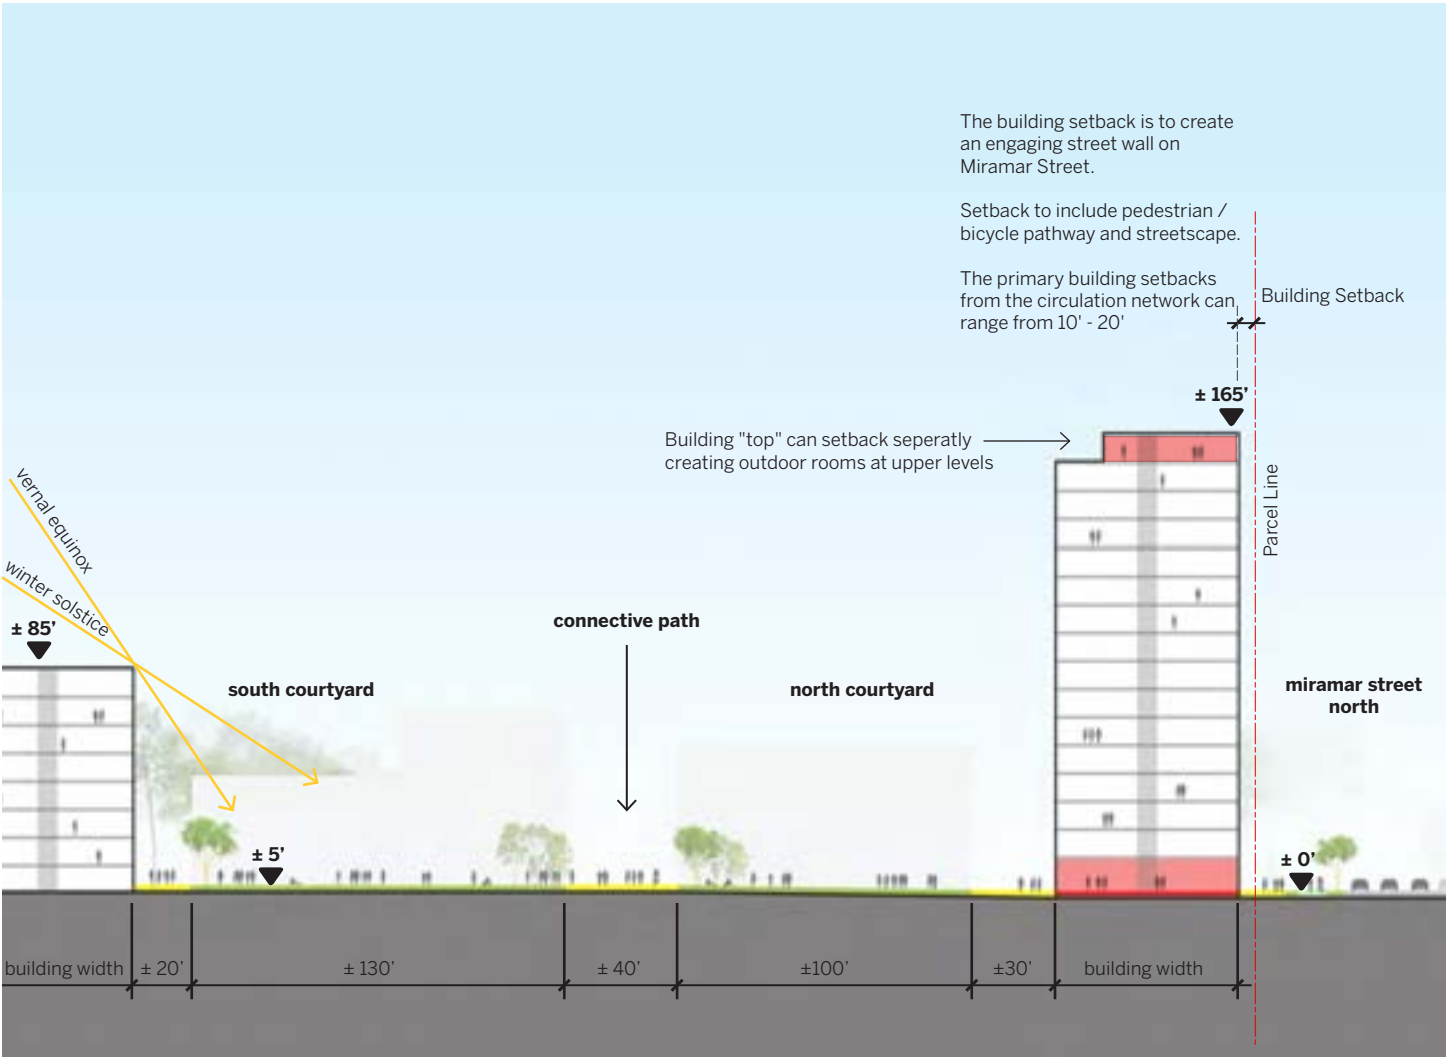 The building setback is to create
an engaging street wall on
Miramar Street.
Setback to include pedestrian /
bicycle pathway and streetscape.
The primary building setbacks
from the circulation network can
range from 10' - 20'
Building Setback
± 165’
Building "top" can setback seperatly
creating outdoor rooms at upper levels
Parcel Line
vernal equinox
winter solstice
± 85’
connective path
south courtyard
north courtyard
miramar street
north
± 5’
± 0’
building width
± 20’
± 130’
± 40’
±100’
±30’
building width